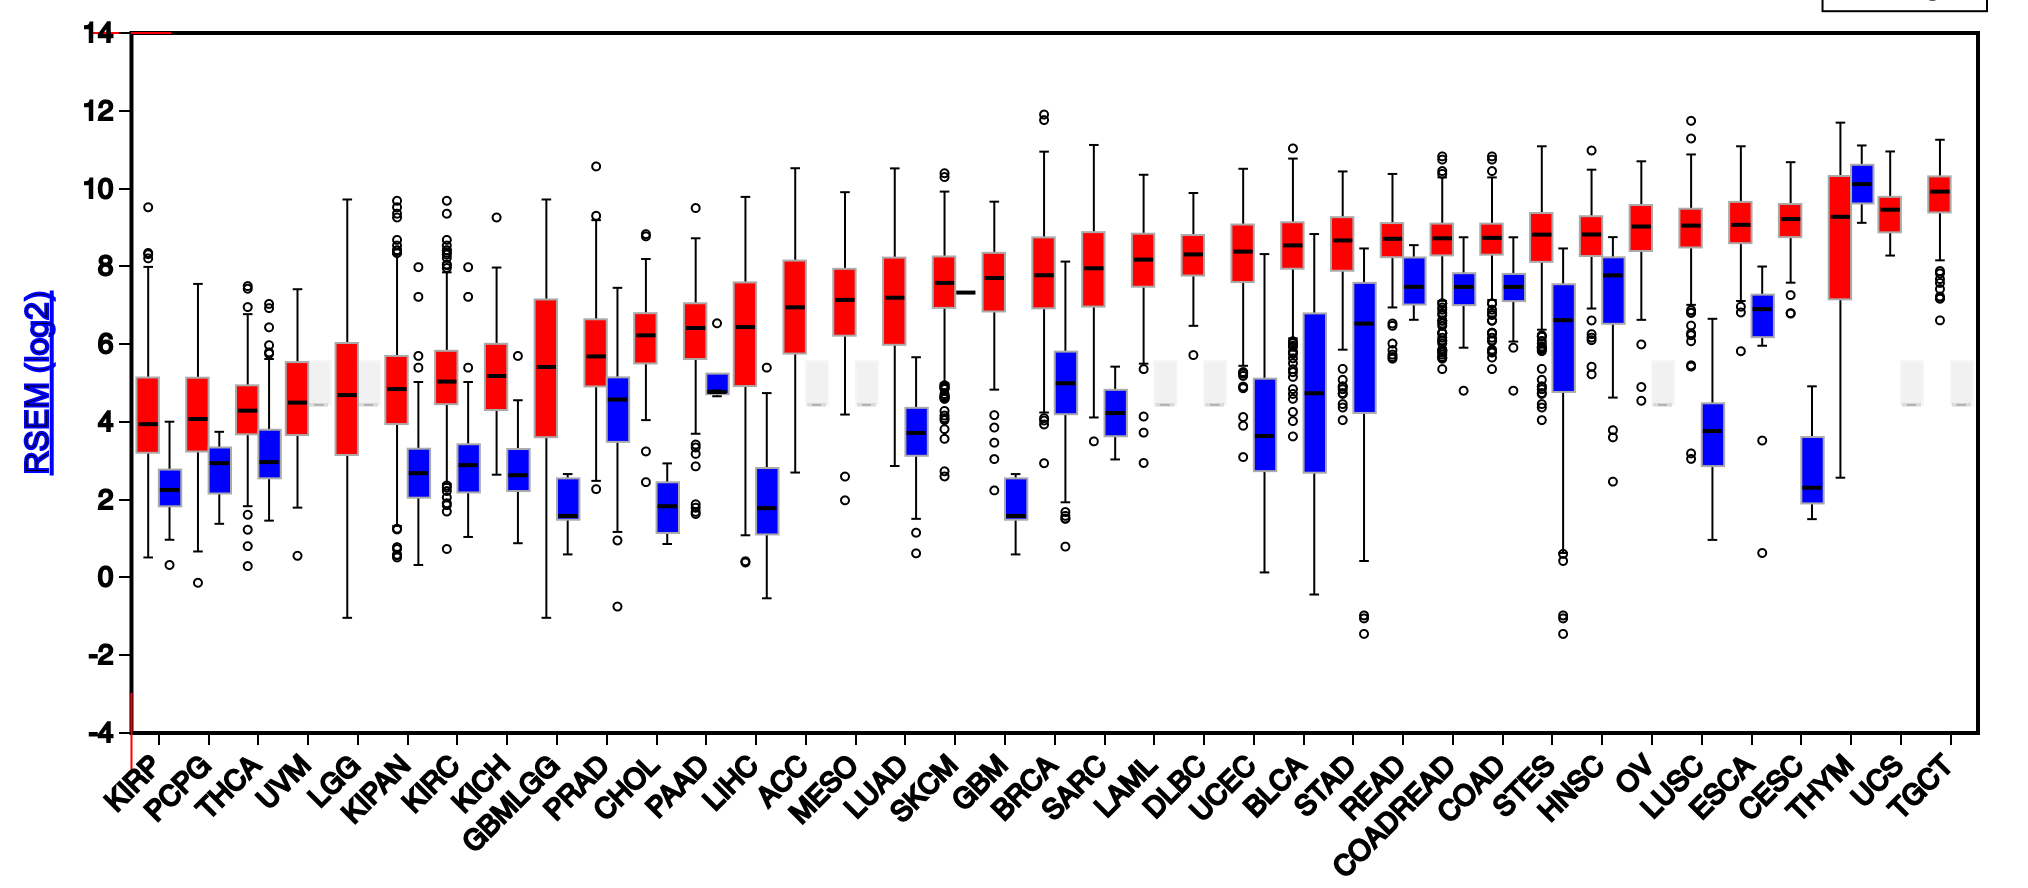 RSEM (log2)
14
12
10
8
6
4
2
0
-2
-4
KIRP
PCPG
THCA
UVM
LGG
KIPAN
KIRC
KICH
GBMLGG
PRAD
CHOL
PAAD
LIHC
ACC
MESO
LUAD
SKCM
GBM
BRCA
SARC
LAML
DLBC
UCEC
BLCA
STAD
READ
COADREAD
COAD
STES
HNSC
OV
LUSC
ESCA
CESC
THYM
UCS
TGCT